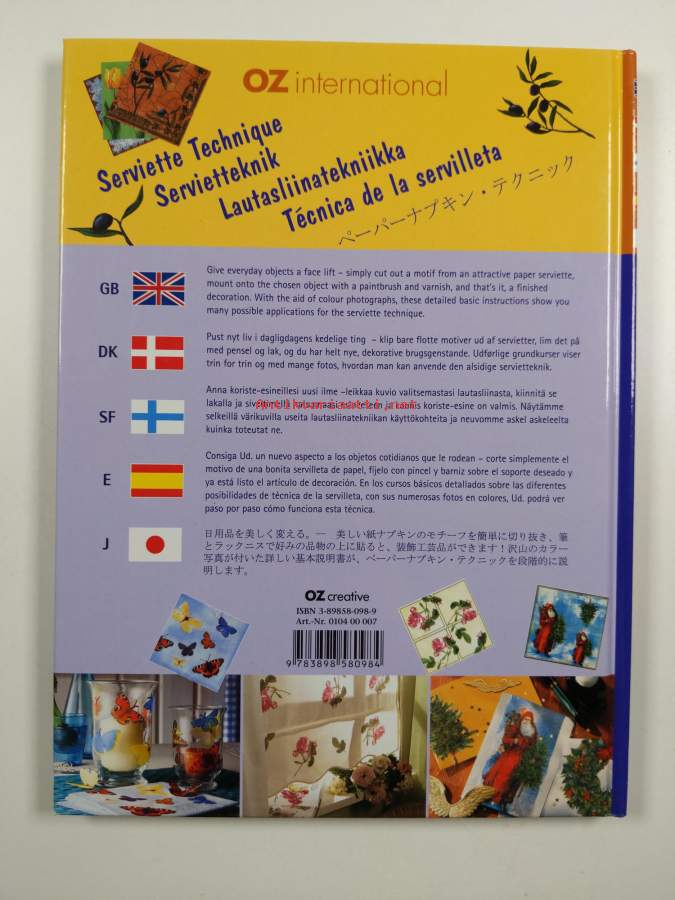 OZ international
Serviette Technique
Servietteknik
Lautasliinatekniikka
Técnica de la servilleta
ペーパーナプキン・テクニック
GB
Give everyday objects a face lift – simply cut out a motif from an attractive paper serviette,
mount onto the chosen object with a paintbrush and varnish, and that's it, a finished
decoration. With the aid of colour photographs, these detailed basic instructions show you
many possible applications for the serviette technique.
DK
Pust nyt liv i dagligdagens kedelige ting – klip bare flotte motiver ud af servietter, lim det på
med pensel og lak, og du har helt nye, dekorative brugsgenstande. Udførlige grundkurser viser
trin for trin og med mange fotos, hvordan man kan anvende den alsidige servietteknik.
SF
Anna koriste-esineillesi uusi ilme –leikkaa kuvio valitsemastasi lautasliinasta, kiinnitä se
lakalla ja siveltimellä haluamaasi esineeseen ja valmis koriste-esine on valmis. Näytämme
Antikvariaatti.net
selkeillä värikuvilla useita lautasliinatekniikan käyttökohteita ja neuvomme askel askeleelta
kuinka toteutat ne.
E
Consiga Ud. un nuevo aspecto a los objetos cotidianos que le rodean – corte simplemente el
motivo de una bonita servilleta de papel, fíjelo con pincel y barniz sobre el soporte deseado y
ya está listo el artículo de decoración. En los cursos básicos detallados sobre las diferentes
posibilidades de técnica de la servilleta, con sus numerosas fotos en colores, Ud. podrá ver
paso por paso cómo funciona esta técnica.
J
日用品を美しく変える。― 美しい紙ナプキンのモチーフを簡単に切り抜き、筆
とラックニスで好みの品物の上に貼ると、装飾工芸品ができます！沢山のカラー
写真が付いた詳しい基本説明書が、ペーパーナプキン・テクニックを段階的に説
明します。
OZ creative
ISBN 3-89858-098-9
Art.-Nr. 0104 00 007
9 783898 580984